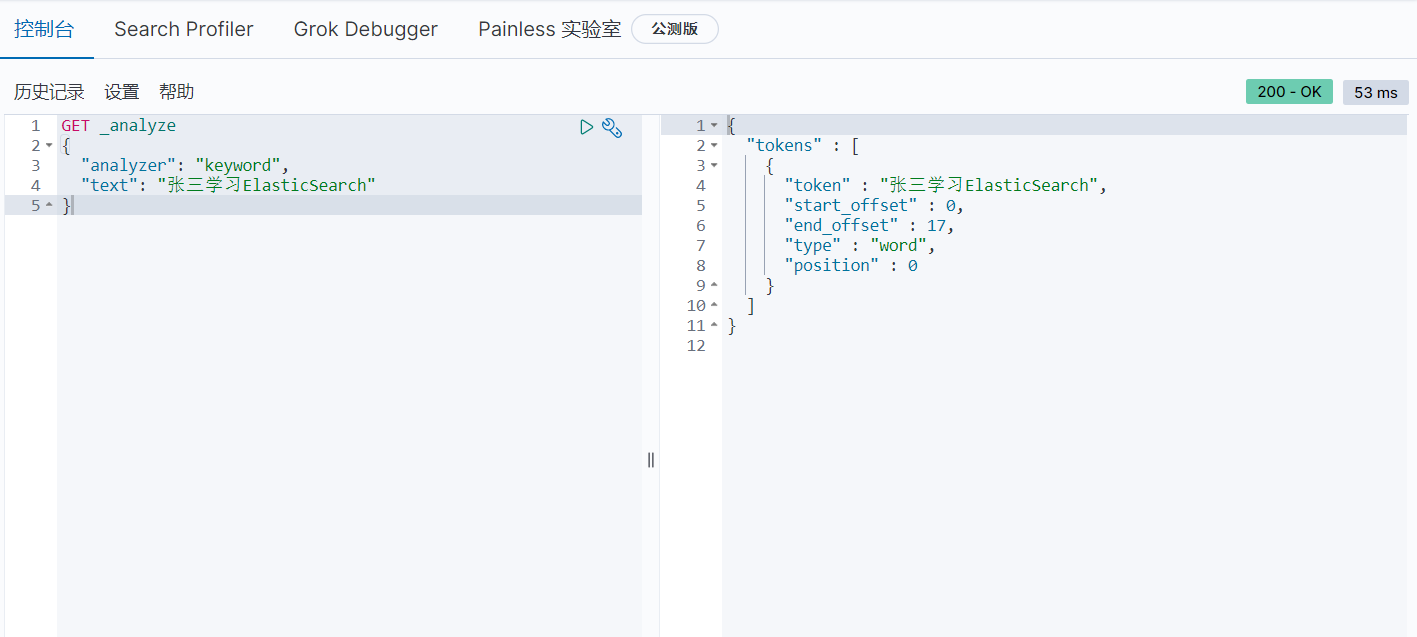 控制台 Search Profiler Grok Debugger Painless 实验室 公测版
历史记录 设置 帮助 200 - OK 53 ms
1 GET _analyze
2 {
3 "analyzer": "keyword",
4 "text": "张三学习ElasticSearch"
5 }
1 {
2 "tokens" : [
3 {
4 "token" : "张三学习ElasticSearch",
5 "start_offset" : 0,
6 "end_offset" : 17,
7 "type" : "word",
8 "position" : 0
9 }
10 ]
11 }
12